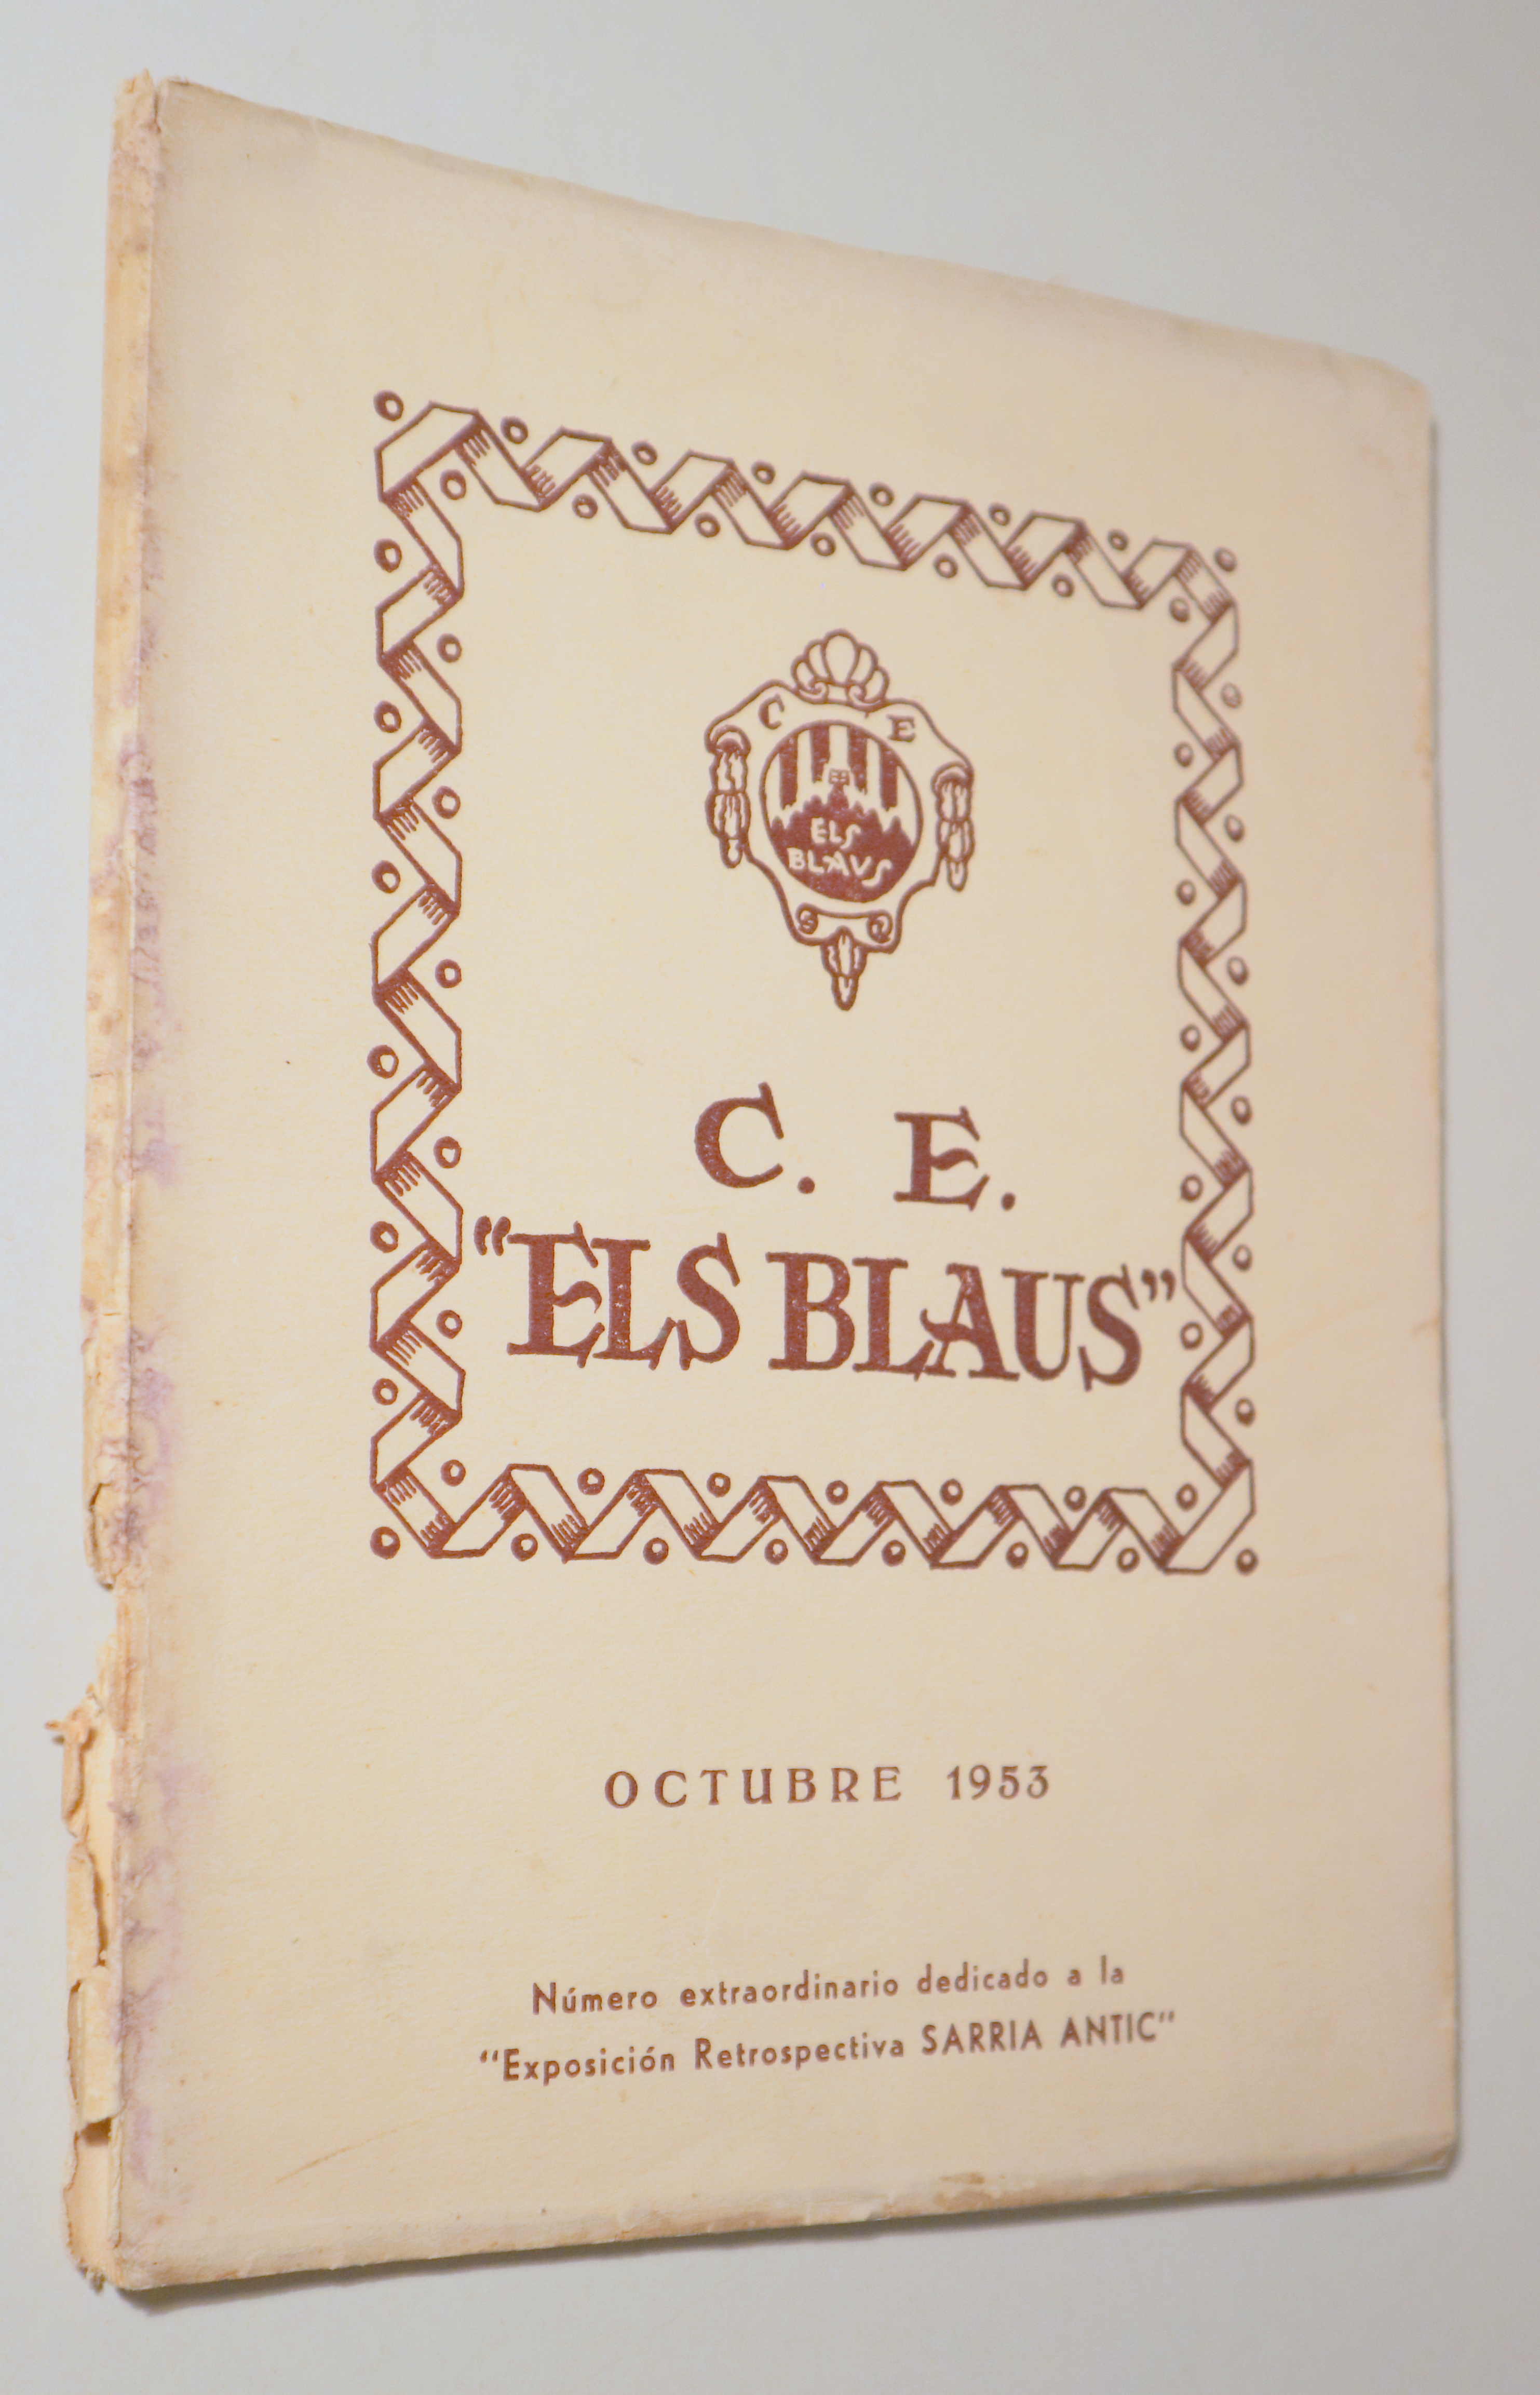 C E
ELS
BLAUS
C. E.
"ELS BLAUS"
OCTUBRE 1953
Número extraordinario dedicado a la
"Exposición Retrospectiva SARRIA ANTIC"